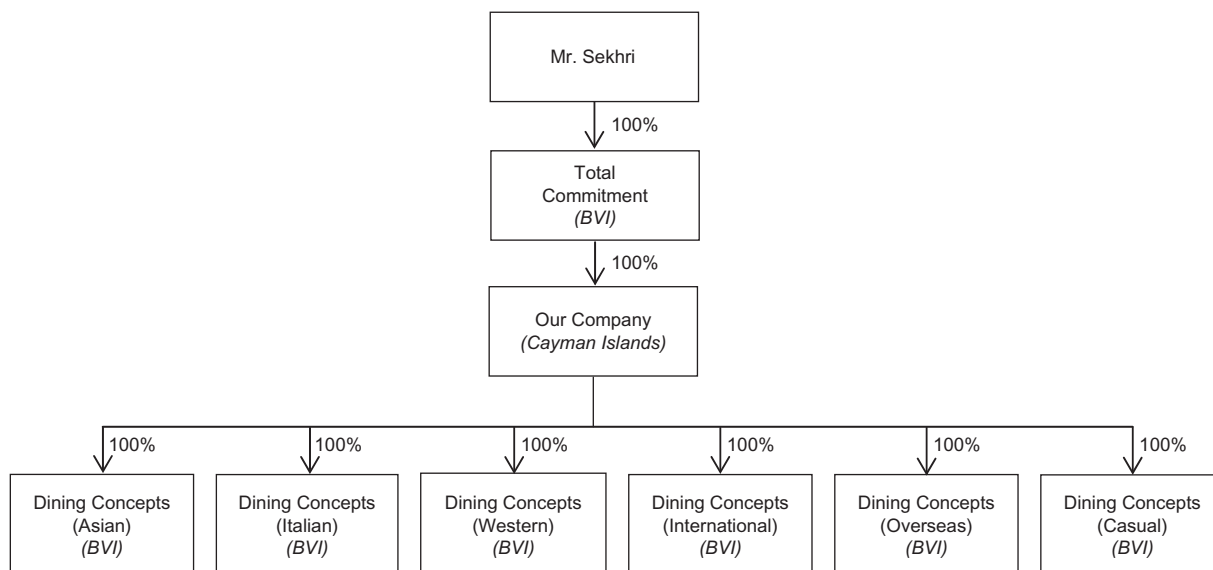 Mr. Sekhri
100%
Total
Commitment
(BVI)
100%
Our Company
(Cayman Islands)
100%
100%
100%
100%
100%
100%
Dining Concepts
(Asian)
(BVI)
Dining Concepts
(Italian)
(BVI)
Dining Concepts
(Western)
(BVI)
Dining Concepts
(International)
(BVI)
Dining Concepts
(Overseas)
(BVI)
Dining Concepts
(Casual)
(BVI)